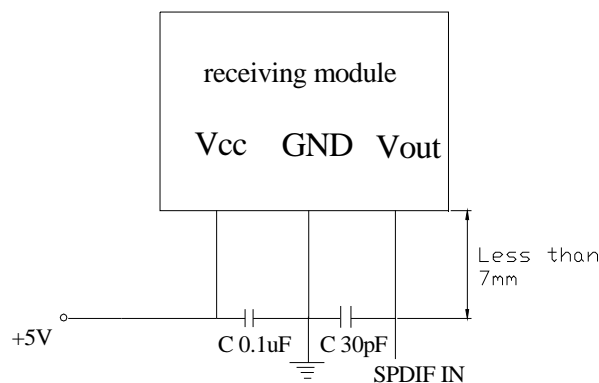 receiving module
Vcc GND Vout
Less than
7mm
+5V
C 0.1uF C 30pF
SPDIF IN